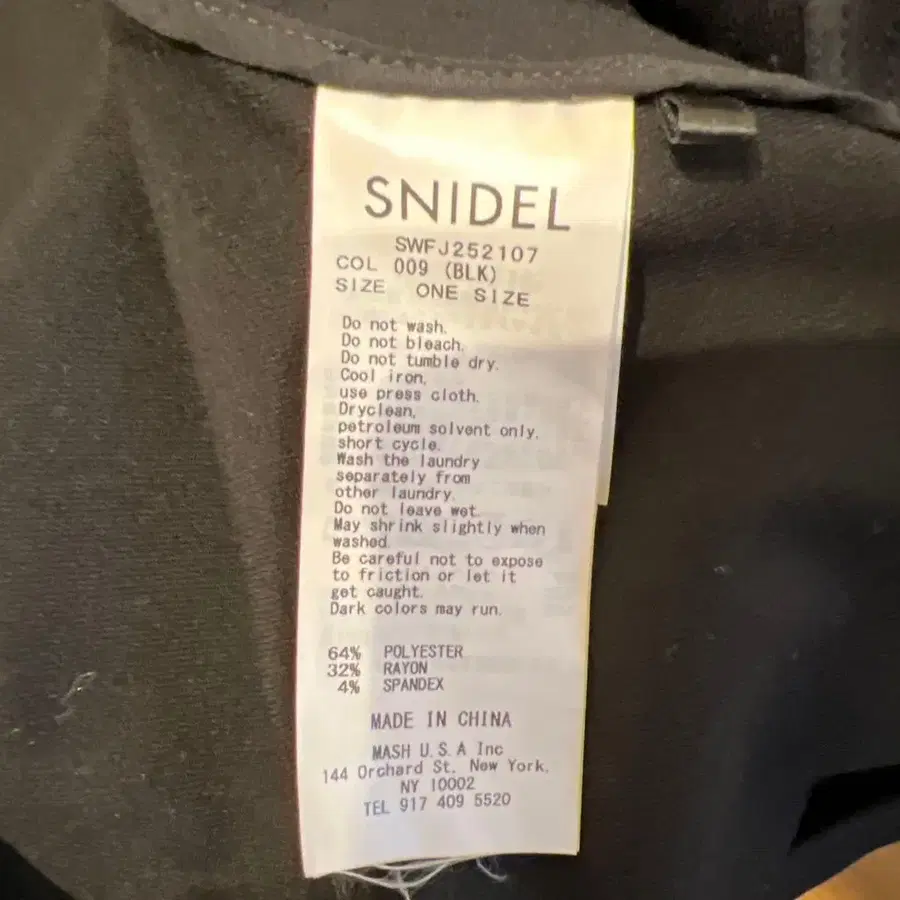 SNIDEL
SWFJ252107
COL 009 (BLK)
SIZE ONE SIZE
Do not wash.
Do not bleach.
Do not tumble dry.
Cool iron,
use press cloth.
Dryclean,
petroleum solvent only.
short cycle.
Wash the laundry
separately from
other laundry.
Do not leave wet.
May shrink slightly when
washed.
Be careful not to expose
to friction or let it
get caught.
Dark colors may run.
64% POLYESTER
32% RAYON
4% SPANDEX
MADE IN CHINA
MASH U.S.A Inc
144 Orchard St. New York.
NY 10002
TEL 917 409 5520